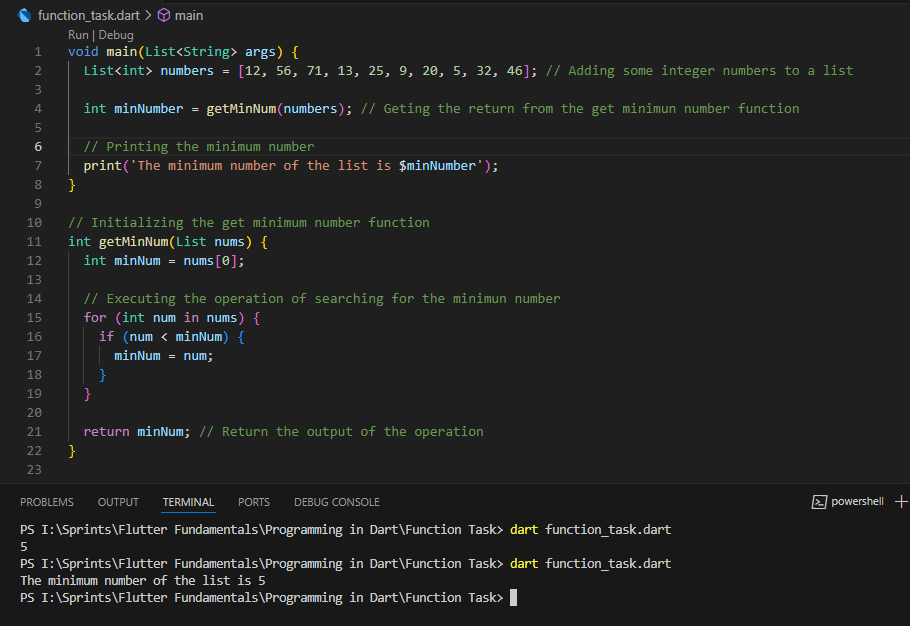 function_task.dart > main
Run | Debug
1 void main(List<String> args) {
2 List<int> numbers = [12, 56, 71, 13, 25, 9, 20, 5, 32, 46]; // Adding some integer numbers to a list
3
4 int minNumber = getMinNum(numbers); // Geting the return from the get minimun number function
5
6 // Printing the minimum number
7 print('The minimum number of the list is $minNumber');
8 }
9
10 // Initializing the get minimum number function
11 int getMinNum(List nums) {
12 int minNum = nums[0];
13
14 // Executing the operation of searching for the minimun number
15 for (int num in nums) {
16 if (num < minNum) {
17 minNum = num;
18 }
19 }
20
21 return minNum; // Return the output of the operation
22 }
23
PROBLEMS OUTPUT TERMINAL PORTS DEBUG CONSOLE powershell +
PS I:\Sprints\Flutter Fundamentals\Programming in Dart\Function Task> dart function_task.dart
5
PS I:\Sprints\Flutter Fundamentals\Programming in Dart\Function Task> dart function_task.dart
The minimum number of the list is 5
PS I:\Sprints\Flutter Fundamentals\Programming in Dart\Function Task>